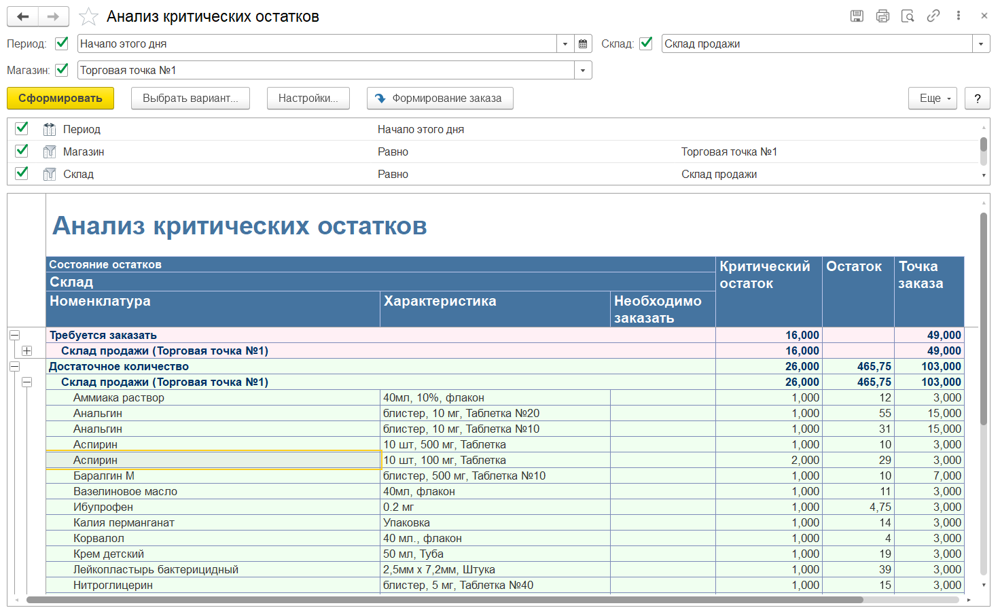 Анализ критических остатков
Период: Начало этого дня Склад: Склад продажи
Магазин: Торговая точка №1
Сформировать Выбрать вариант... Настройки... Формирование заказа Еще ?
Период Начало этого дня
Магазин Равно Торговая точка №1
Склад Равно Склад продажи
Анализ критических остатков
Состояние остатков Критический остаток Остаток Точка заказа
Склад
Номенклатура Характеристика Необходимо заказать
Требуется заказать 16,000 49,000
Склад продажи (Торговая точка №1) 16,000 49,000
Достаточное количество 26,000 465,75 103,000
Склад продажи (Торговая точка №1) 26,000 465,75 103,000
Аммиака раствор 40мл, 10%, флакон 1,000 12 3,000
Анальгин блистер, 10 мг, Таблетка №20 1,000 55 15,000
Анальгин блистер, 10 мг, Таблетка №10 1,000 31 15,000
Аспирин 10 шт, 500 мг, Таблетка 1,000 10 3,000
Аспирин 10 шт, 100 мг, Таблетка 2,000 29 3,000
Баралгин М блистер, 500 мг, Таблетка №10 1,000 10 7,000
Вазелиновое масло 40мл, флакон 1,000 11 3,000
Ибупрофен 0.2 мг 1,000 4,75 3,000
Калия перманганат Упаковка 1,000 14 3,000
Корвалол 40 мл., флакон 1,000 4 3,000
Крем детский 50 мл, Туба 1,000 19 3,000
Лейкопластырь бактерицидный 2,5мм х 7,2мм, Штука 1,000 39 3,000
Нитроглицерин блистер, 5 мг, Таблетка №40 1,000 15 3,000